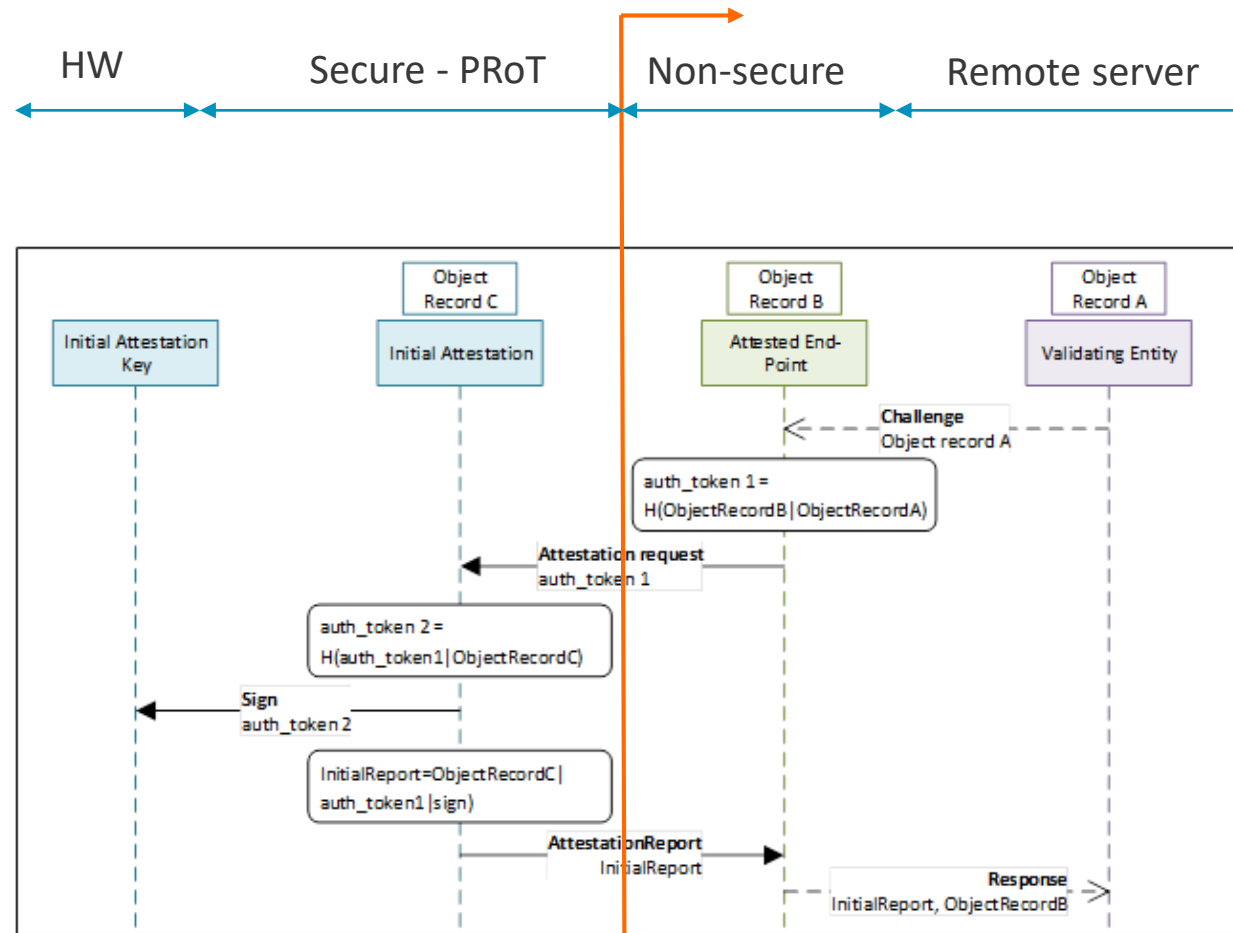 HW
Secure - PRoT
Non-secure
Remote server
Object
Record C
Object
Record B
Object
Record A
Initial Attestation
Key
Initial Attestation
Attested End-
Point
Validating Entity
Challenge
Object record A
auth_token 1 =
H(ObjectRecordB|ObjectRecordA)
Attestation request
auth_token 1
auth_token 2 =
H(auth_token1|ObjectRecordC)
Sign
auth_token 2
InitialReport=ObjectRecordC|
auth_token1|sign)
AttestationReport
InitialReport
Response
InitialReport, ObjectRecordB